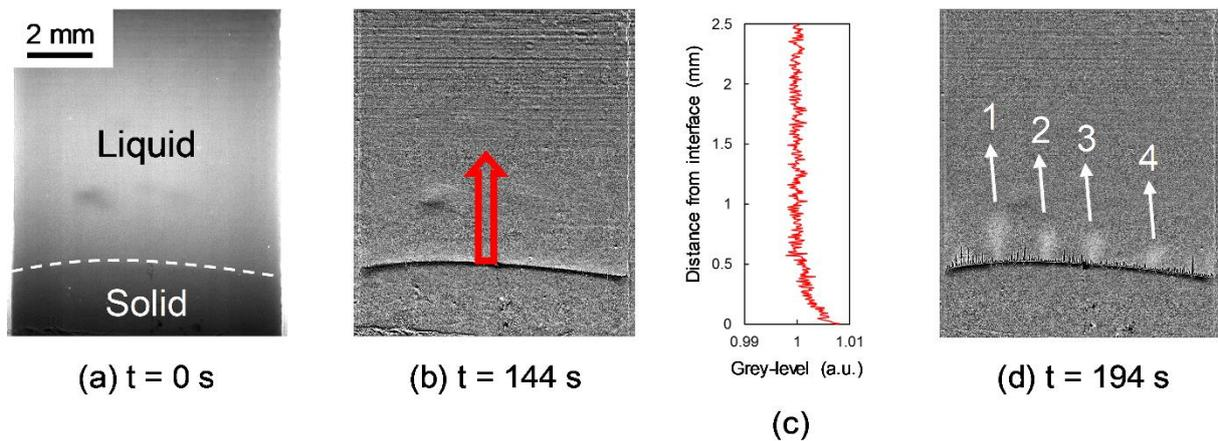 2 mm
Liquid
Solid
(a) t = 0 s
(b) t = 144 s
Distance from interface (mm)
2.5
2
1.5
1
0.5
0
0.99
1
1.01
Grey-level (a.u.)
(c)
1
2
3
4
(d) t = 194 s